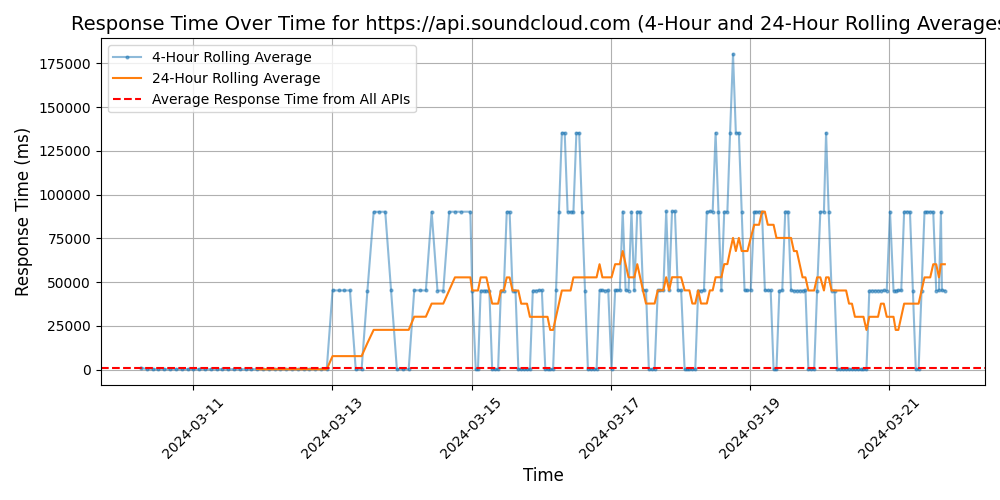 Response Time Over Time for https://api.soundcloud.com (4-Hour and 24-Hour Rolling Averages
4-Hour Rolling Average
24-Hour Rolling Average
Average Response Time from All APIs
Response Time (ms)
175000
150000
125000
100000
75000
50000
25000
0
2024-03-11
2024-03-13
2024-03-15
2024-03-17
2024-03-19
2024-03-21
Time